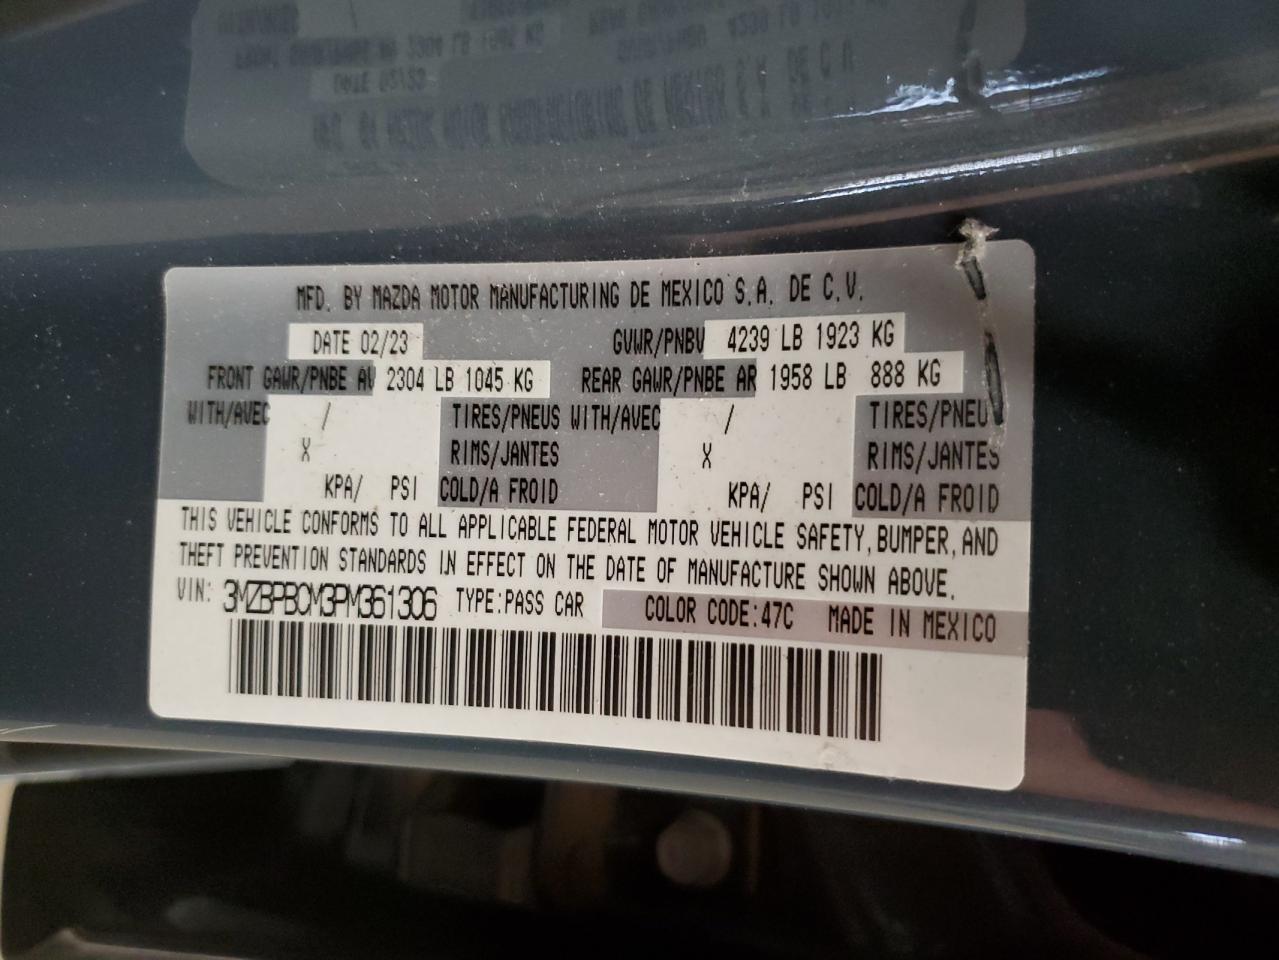 MFD. BY MAZDA MOTOR MANUFACTURING DE MEXICO S.A. DE C.V.
DATE 02/23 GVWR/PNBV 4239 LB 1923 KG
FRONT GAWR/PNBE AV 2304 LB 1045 KG REAR GAWR/PNBE AR 1958 LB 888 KG
WITH/AVEC / TIRES/PNEUS WITH/AVEC / TIRES/PNEU
X RIMS/JANTES X RIMS/JANTES
KPA/ PSI COLD/A FROID KPA/ PSI COLD/A FROID
THIS VEHICLE CONFORMS TO ALL APPLICABLE FEDERAL MOTOR VEHICLE SAFETY, BUMPER, AND
THEFT PREVENTION STANDARDS IN EFFECT ON THE DATE OF MANUFACTURE SHOWN ABOVE.
VIN: 3MZBPBCM3PM361306 TYPE:PASS CAR COLOR CODE:47C MADE IN MEXICO